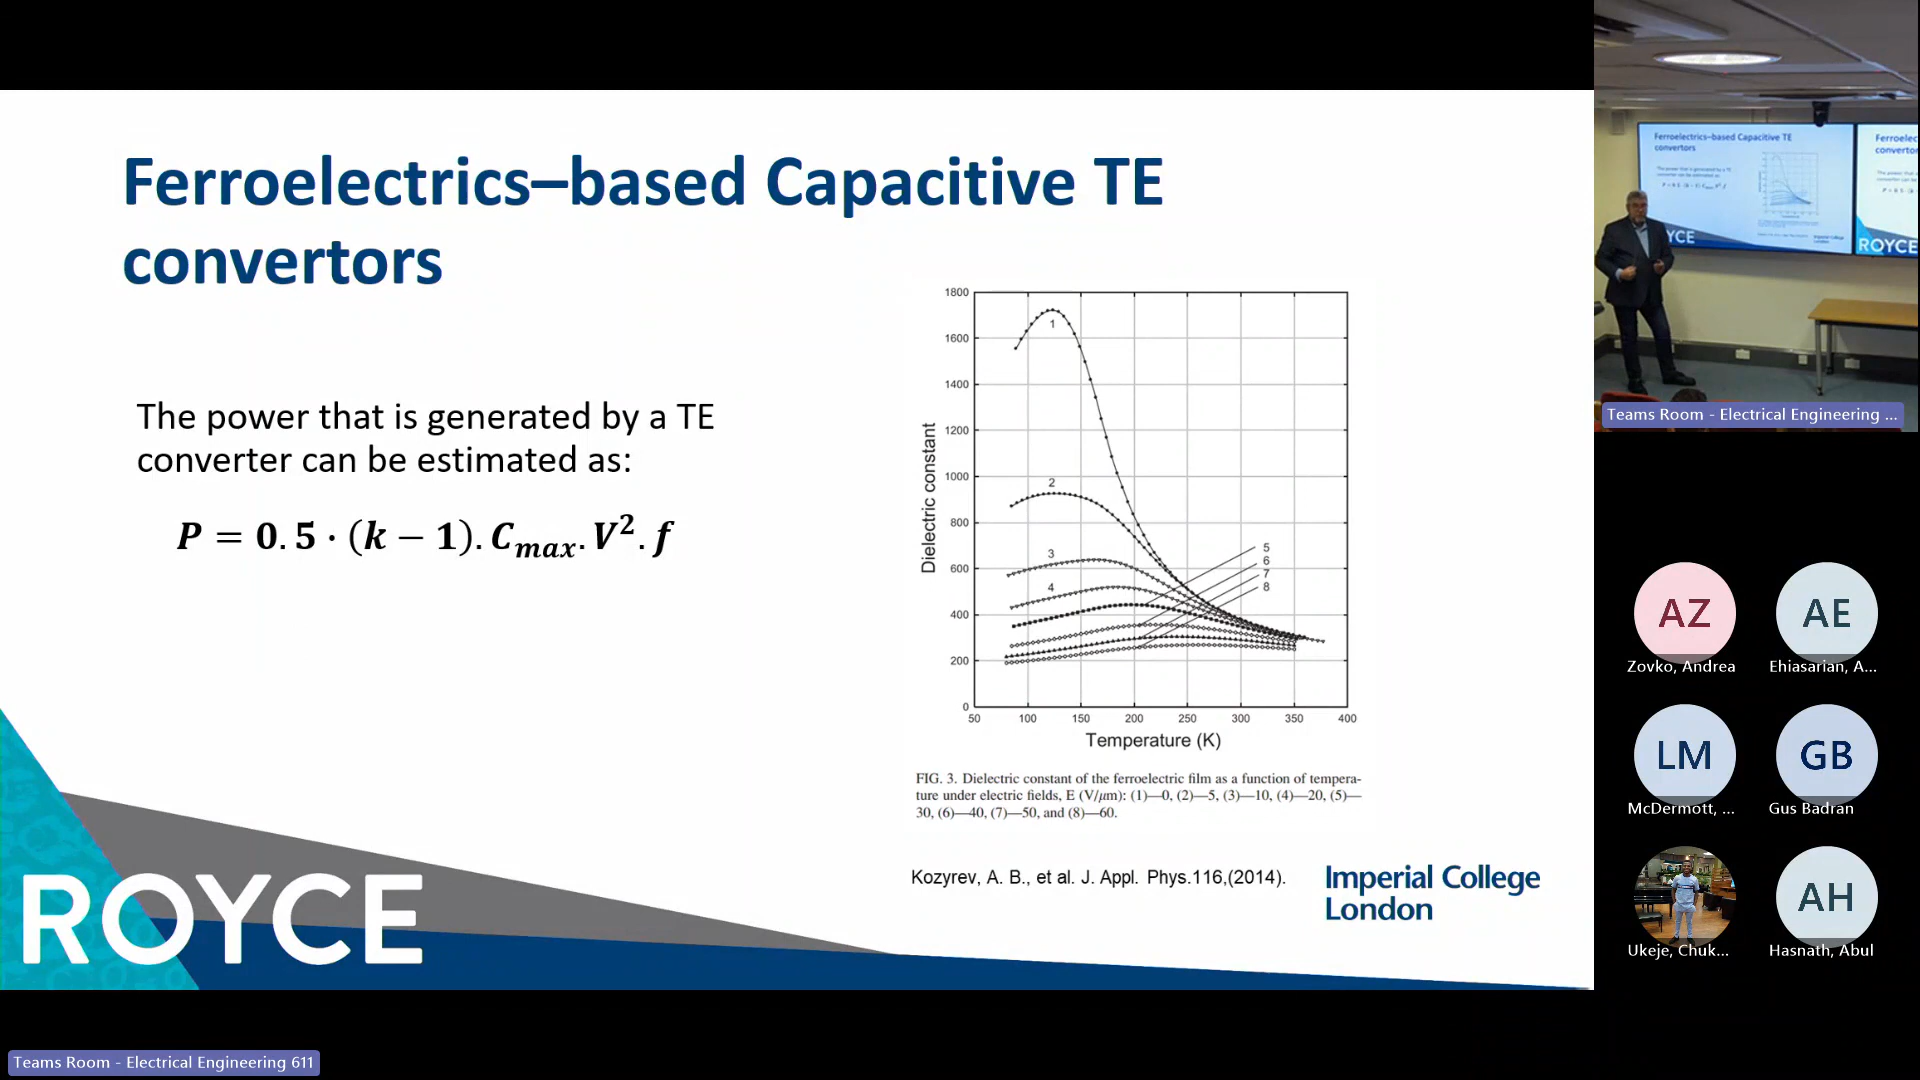 Ferroelectrics–based Capacitive TE
convertors
The power that is generated by a TE
converter can be estimated as:
P = 0.5 · (k − 1). Cmax. V². f
1800
1600
1400
1200
1000
800
600
400
200
0
Dielectric constant
1
2
3
4
5
6
7
8
50 100 150 200 250 300 350 400
Temperature (K)
FIG. 3. Dielectric constant of the ferroelectric film as a function of tempera-
ture under electric fields, E (V/μm): (1)—0, (2)—5, (3)—10, (4)—20, (5)—
30, (6)—40, (7)—50, and (8)—60.
Kozyrev, A. B., et al. J. Appl. Phys.116,(2014).
Imperial College
London
ROYCE
Teams Room - Electrical Engineering 611
Ferroelectrics–based Capacitive TE
convertors
ROYCE
Teams Room - Electrical Engineering ...
AZ
Zovko, Andrea
AE
Ehiasarian, A...
LM
McDermott, ...
GB
Gus Badran
Ukeje, Chuk...
AH
Hasnath, Abul